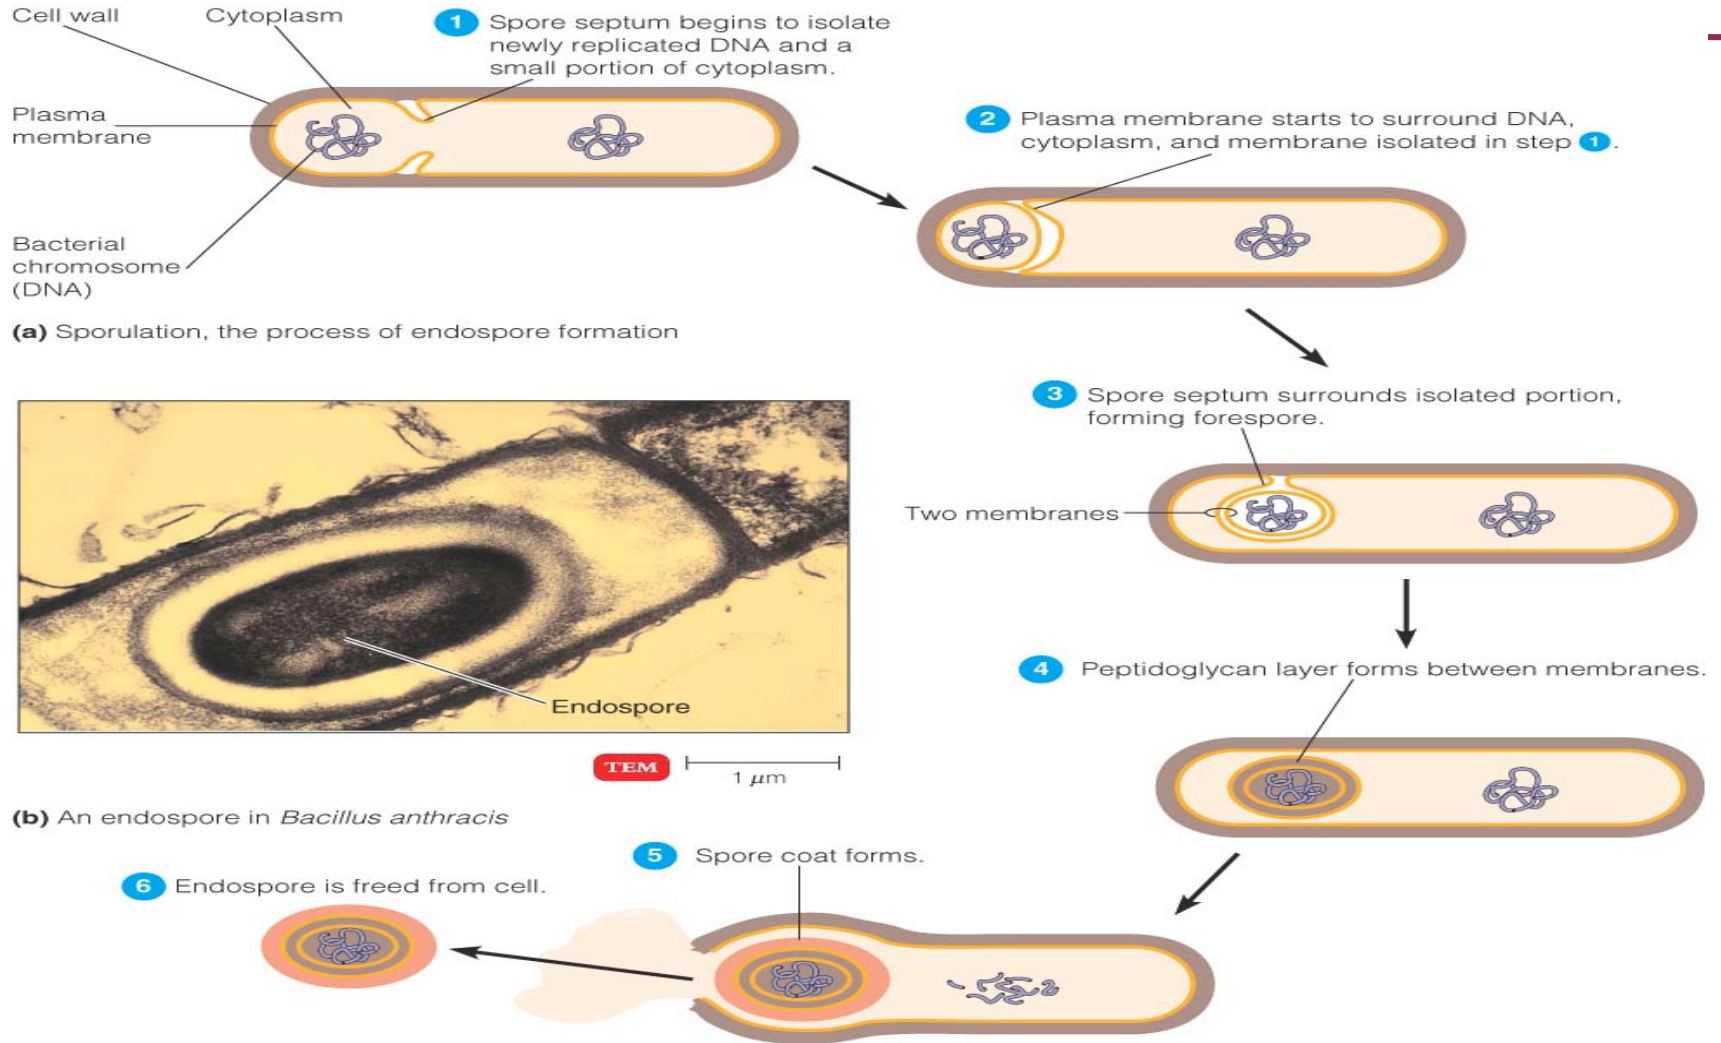 Cell wall
Cytoplasm
1 Spore septum begins to isolate
newly replicated DNA and a
small portion of cytoplasm.
Plasma
membrane
Bacterial
chromosome
(DNA)
2 Plasma membrane starts to surround DNA,
cytoplasm, and membrane isolated in step 1.
(a) Sporulation, the process of endospore formation
3 Spore septum surrounds isolated portion,
forming forespore.
Two membranes
4 Peptidoglycan layer forms between membranes.
Endospore
TEM
1 μm
(b) An endospore in Bacillus anthracis
5 Spore coat forms.
6 Endospore is freed from cell.